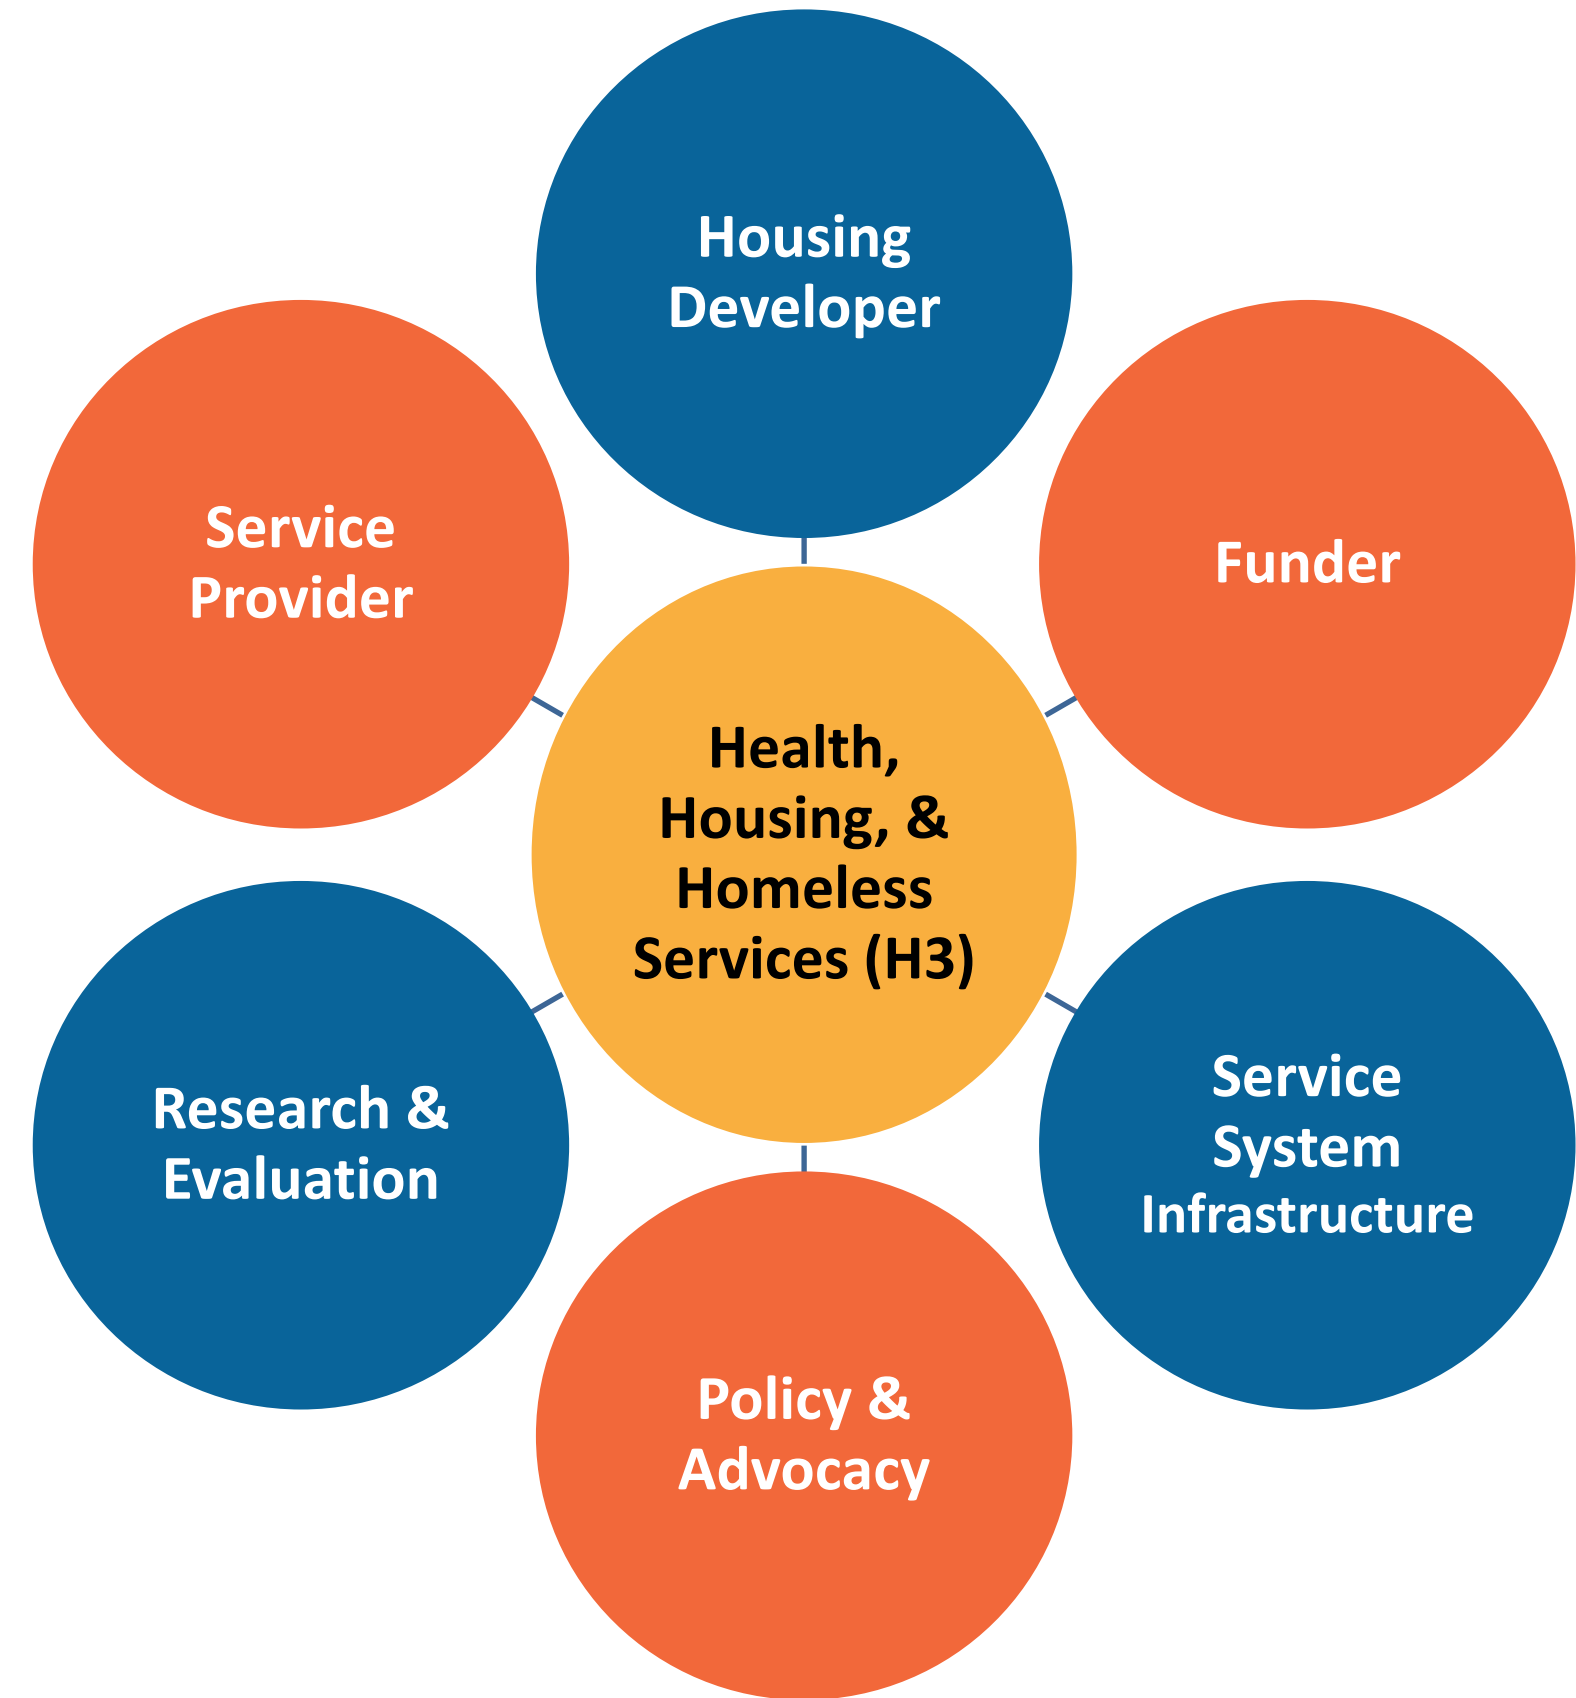 Housing
Developer
Funder
Service
System
Infrastructure
Policy &
Advocacy
Research &
Evaluation
Service
Provider
Health,
Housing, &
Homeless
Services (H3)